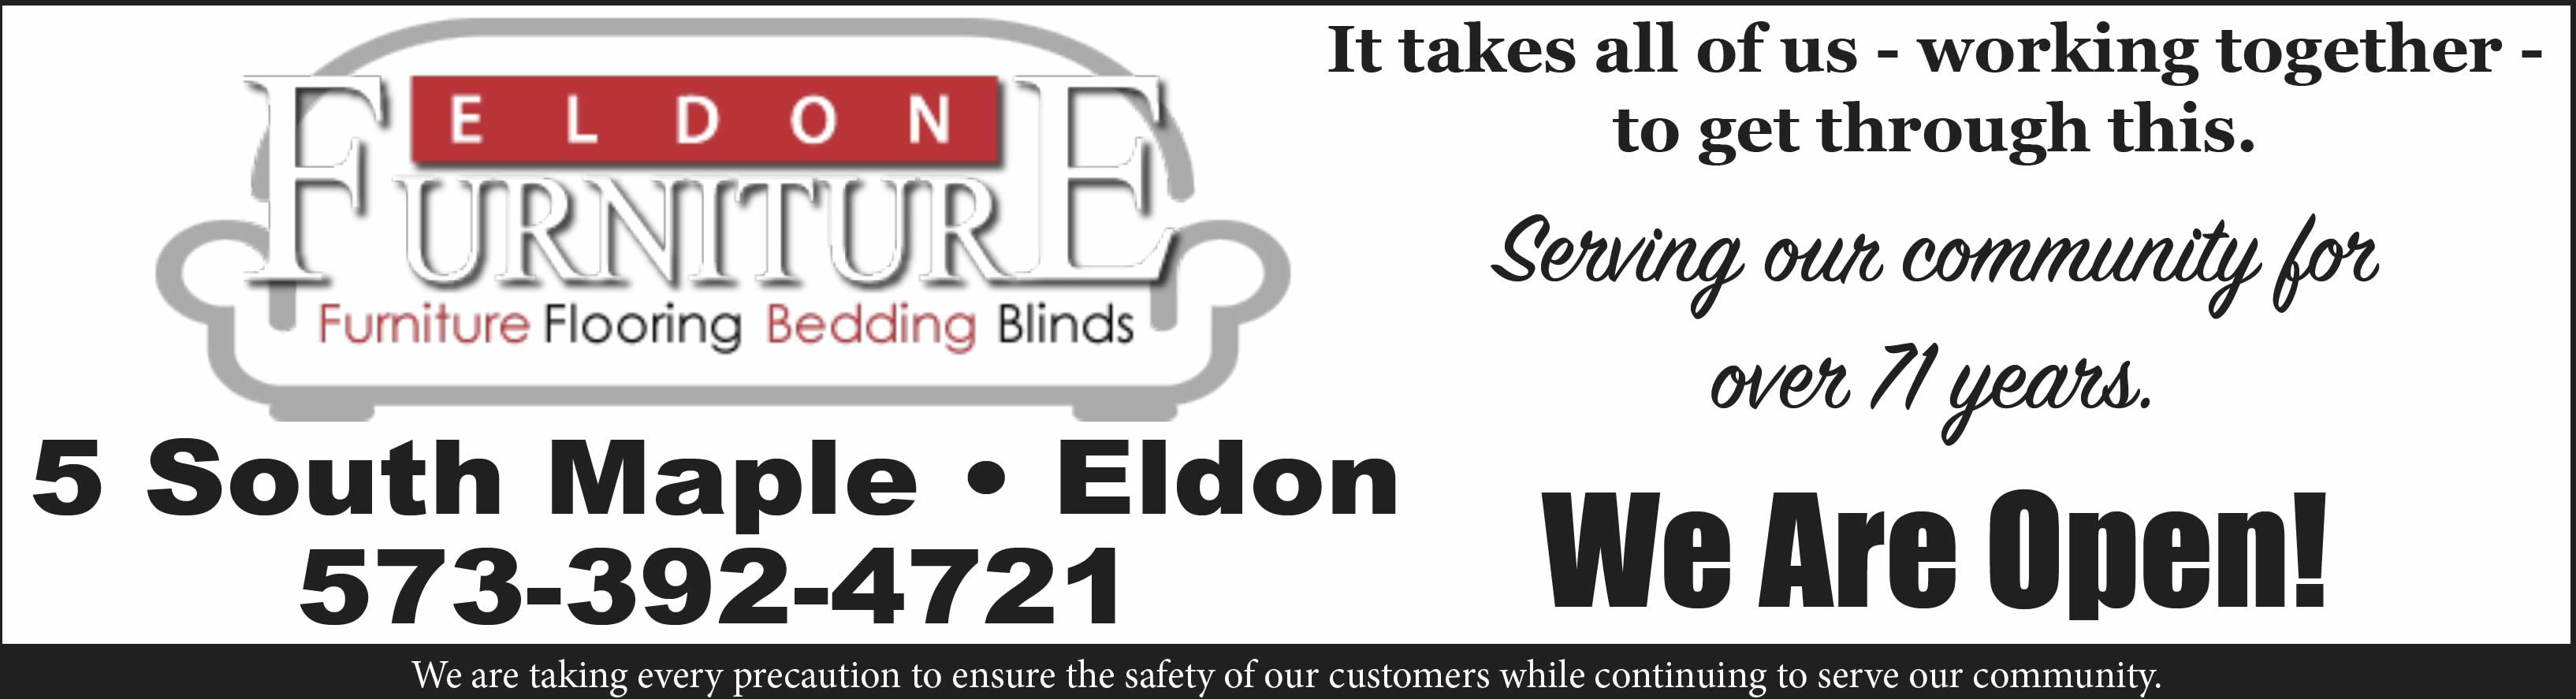 ELDON
FURNITURE
Furniture Flooring Bedding Blinds
5 South Maple • Eldon
573-392-4721
It takes all of us - working together -
to get through this.
Serving our community for
over 71 years.
We Are Open!
We are taking every precaution to ensure the safety of our customers while continuing to serve our community.